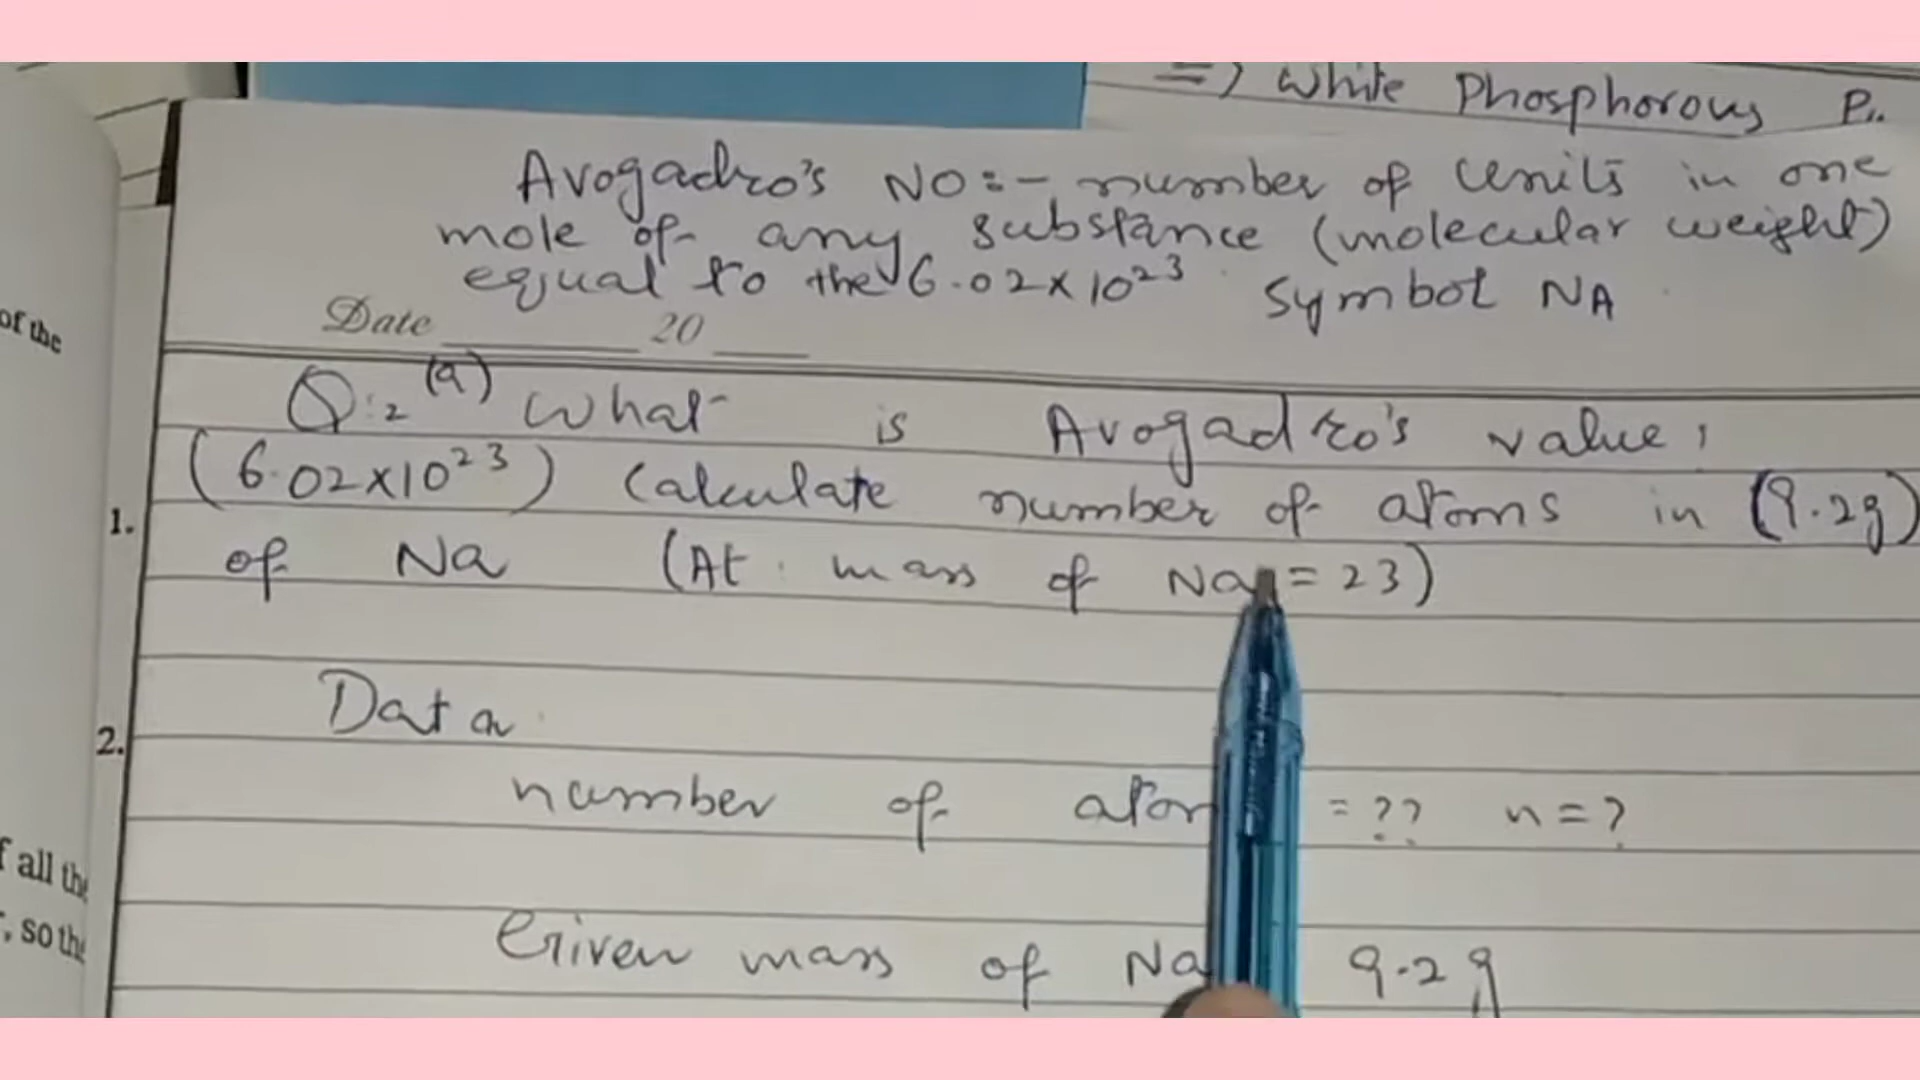 =) White Phosphorous P
Avogadro's NO:- number of units in one
mole of any substance (molecular weight)
equal to the 6.02x10²³ Symbol NA
Date 20
of the
Q:2 (a) What is Avogadro's value,
(6.02x10²³) Calculate number of atoms in (9.2g)
1.
of Na (At mass of Na = 23)
Data
2.
number of atom = ?? n = ?
f all the
, so the
Given mass of Na 9.2g